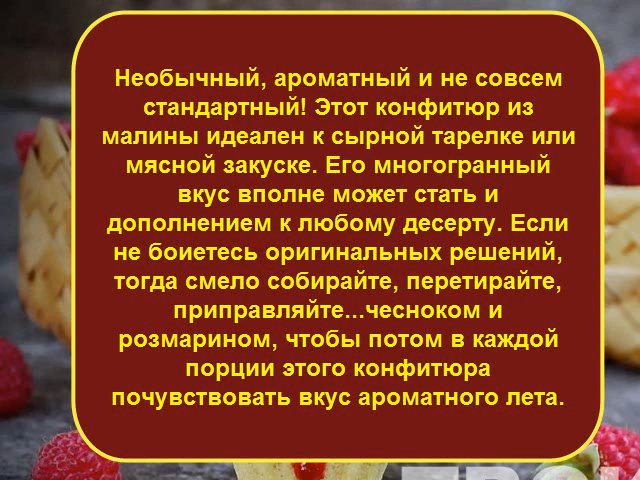 Необычный, ароматный и не совсем
стандартный! Этот конфитюр из
малины идеален к сырной тарелке или
мясной закуске. Его многогранный
вкус вполне может стать и
дополнением к любому десерту. Если
не боиетесь оригинальных решений,
тогда смело собирайте, перетирайте,
приправляйте...чесноком и
розмарином, чтобы потом в каждой
порции этого конфитюра
почувствовать вкус ароматного лета.